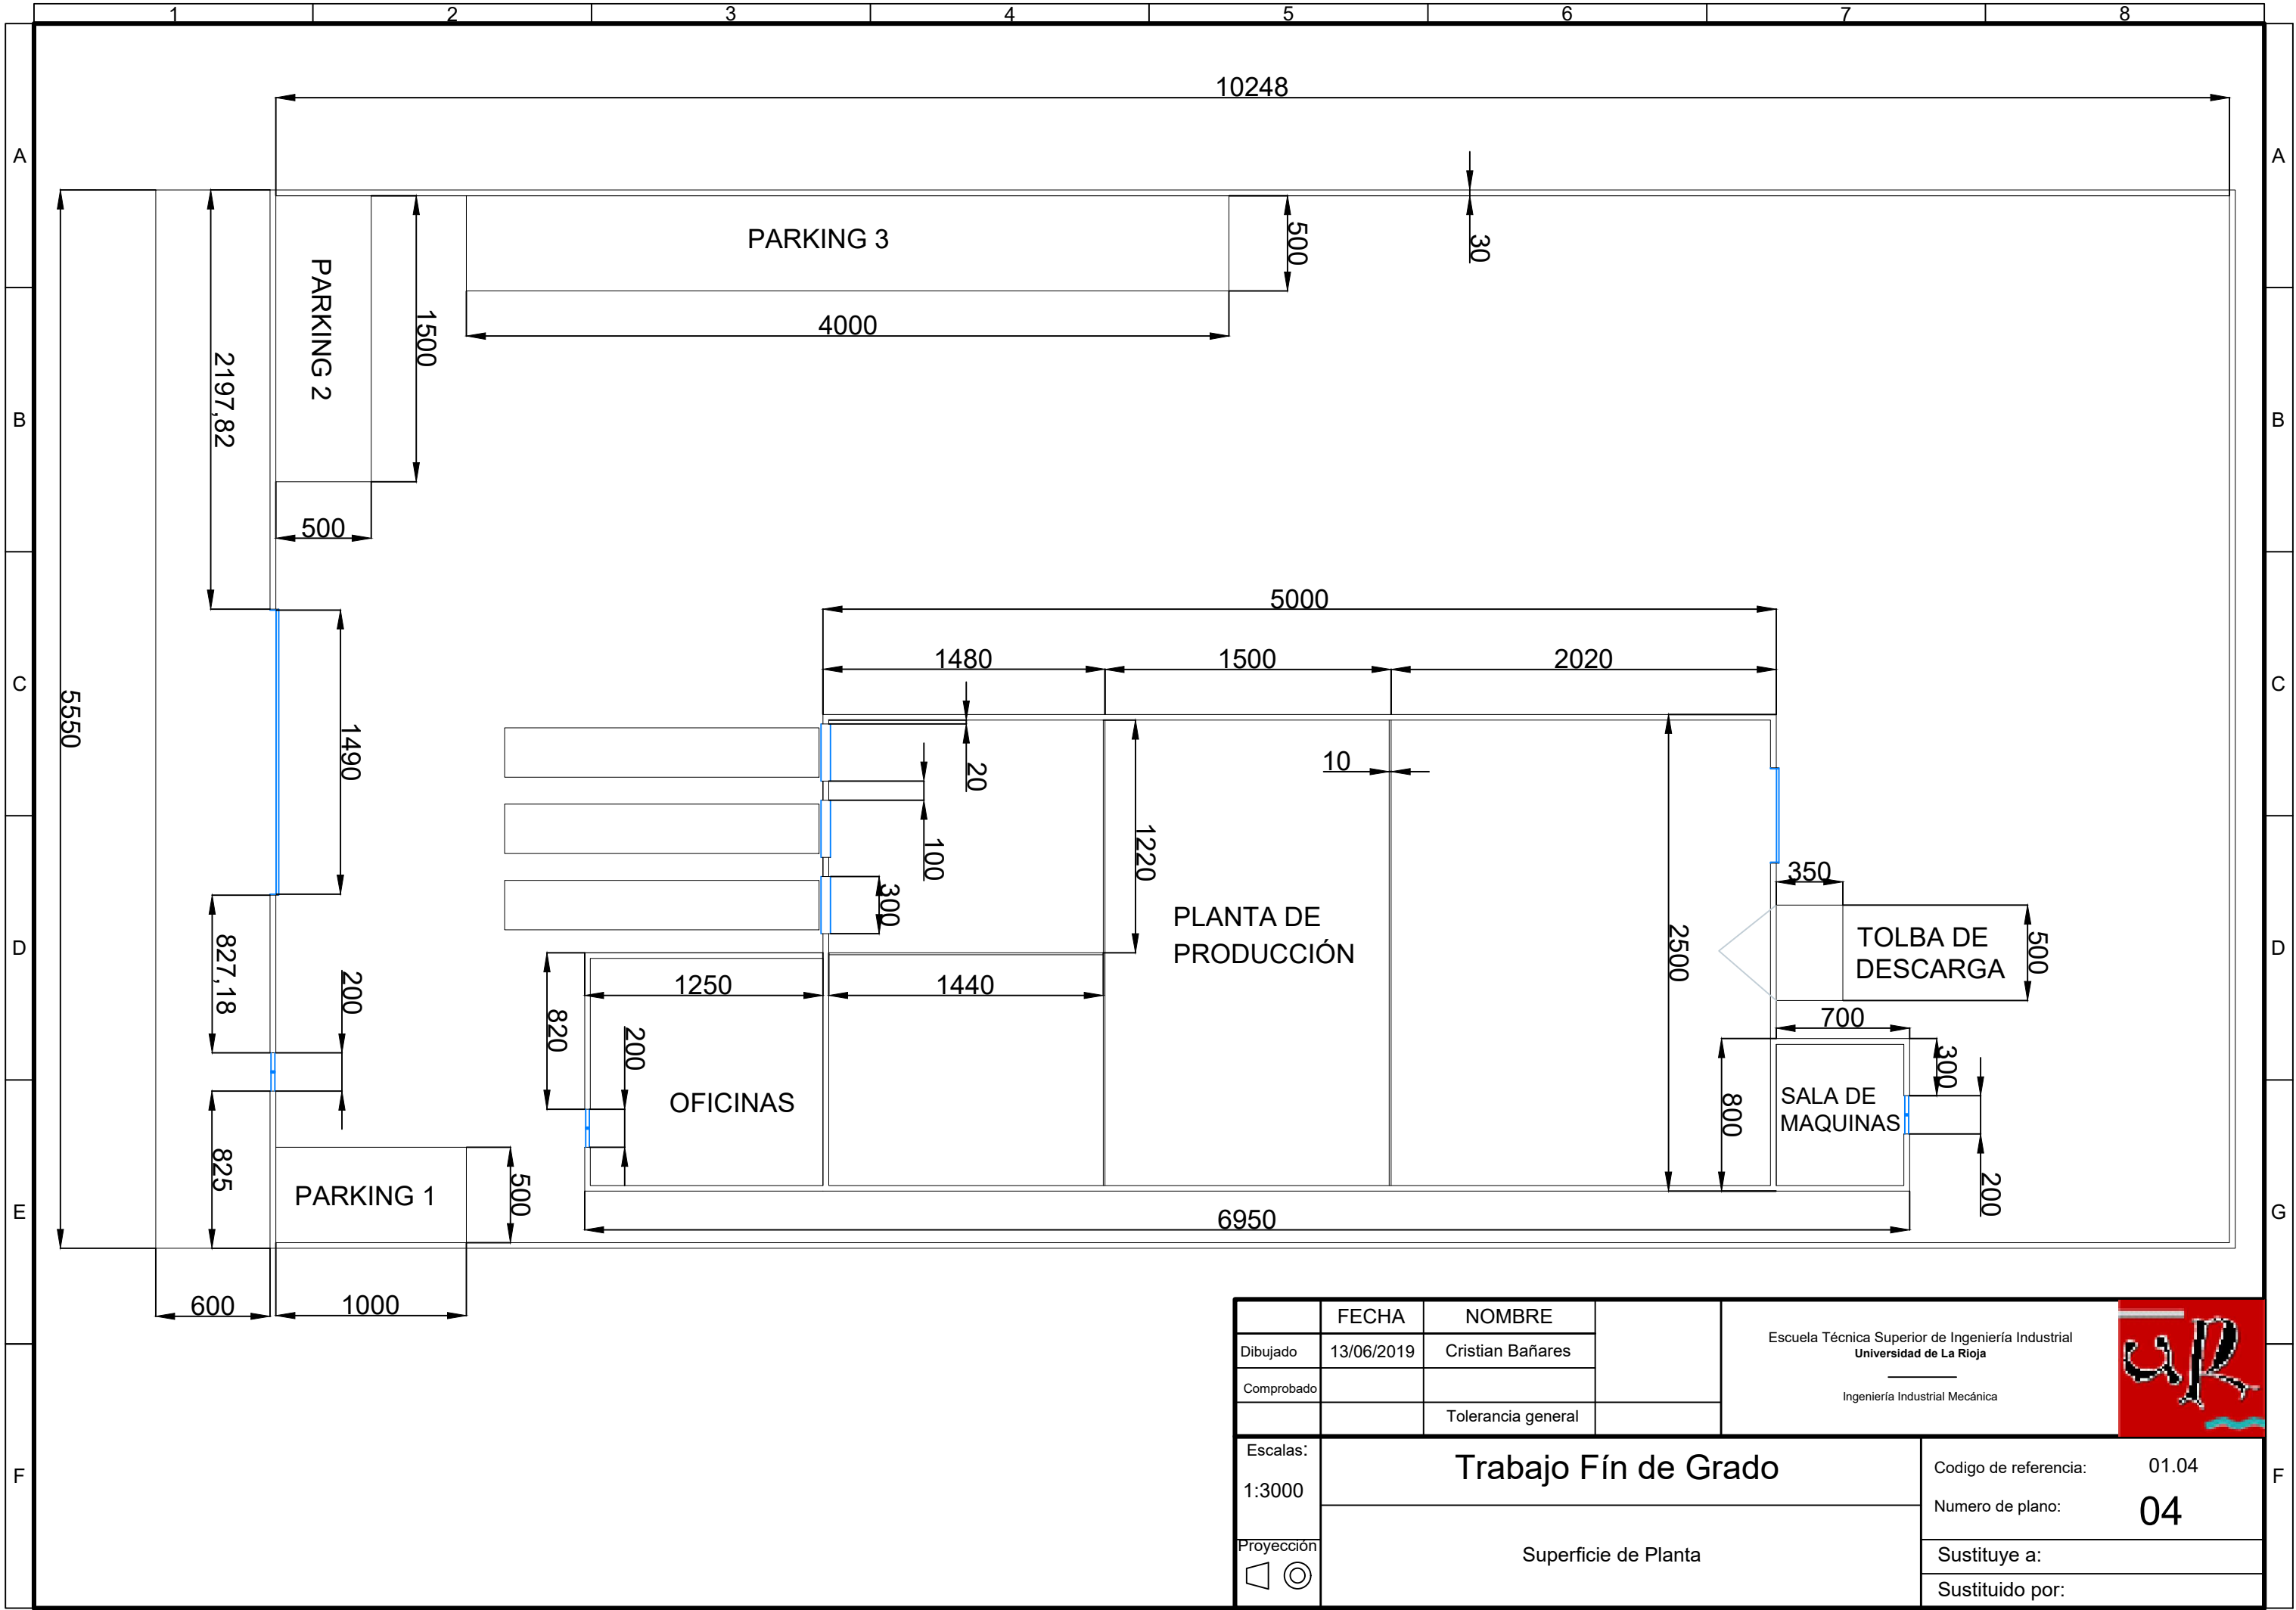 1 2 3 4 5 6 7 8
10248
A A
PARKING 3
500
30
PARKING 2
1500
4000
2197,82
B B
500
5000
1480 1500 2020
C C
5550
1490
20
10
100
1220
300
350
PLANTA DE
PRODUCCIÓN
2500
TOLBA DE
DESCARGA
500
D D
827,18
200
1250
1440
820
200
700
300
OFICINAS
800
SALA DE
MAQUINAS
200
825
PARKING 1
500
E G
6950
600
1000
FECHA NOMBRE
Dibujado 13/06/2019 Cristian Bañares
Comprobado
Tolerancia general
Escuela Técnica Superior de Ingeniería Industrial
Universidad de La Rioja
Ingeniería Industrial Mecánica
uR
Escalas:
1:3000
Trabajo Fín de Grado
Codigo de referencia: 01.04
Numero de plano: 04
F F
Proyección
Superficie de Planta
Sustituye a:
Sustituido por: